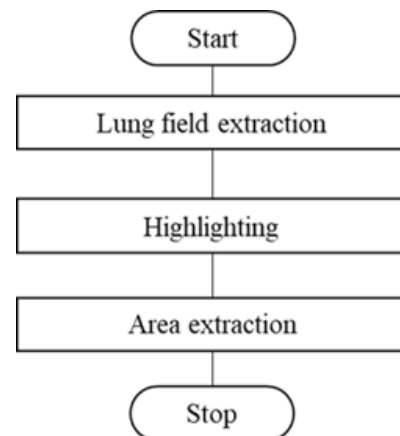 Start
Lung field extraction
Highlighting
Area extraction
Stop